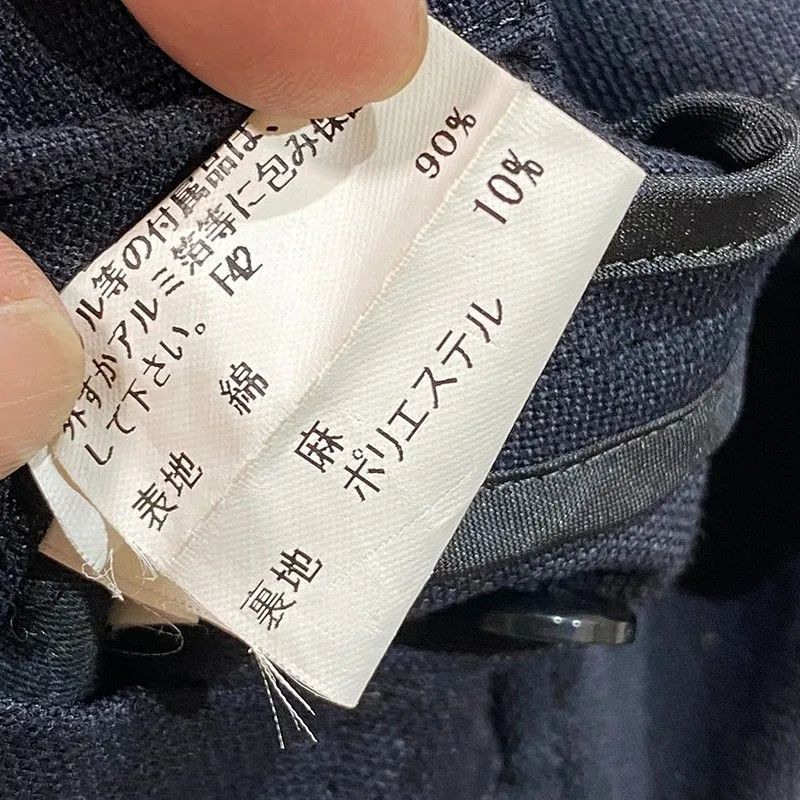 ル等の付属品は、
外すかアルミ箔等に包み保
して下さい。 F42
表地 綿 90%
麻 10%
裏地 ポリエステル